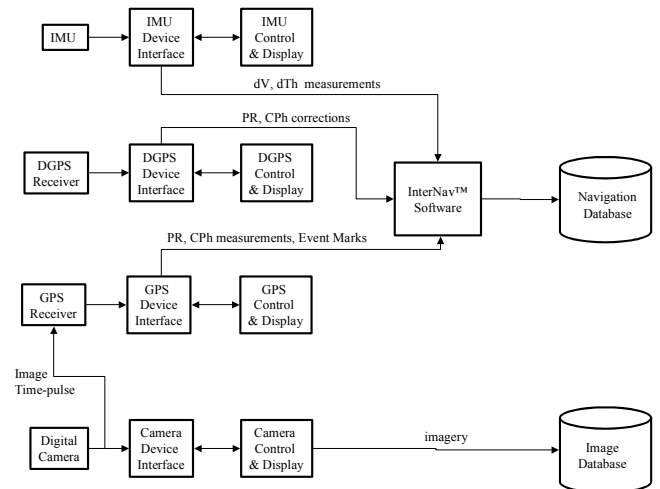 IMU
IMU
Device
Interface
IMU
Control
& Display
dV, dTh measurements
PR, CPh corrections
DGPS
Receiver
DGPS
Device
Interface
DGPS
Control
& Display
InterNav™
Software
Navigation
Database
PR, CPh measurements, Event Marks
GPS
Receiver
GPS
Device
Interface
GPS
Control
& Display
Image
Time-pulse
Digital
Camera
Camera
Device
Interface
Camera
Control
& Display
imagery
Image
Database